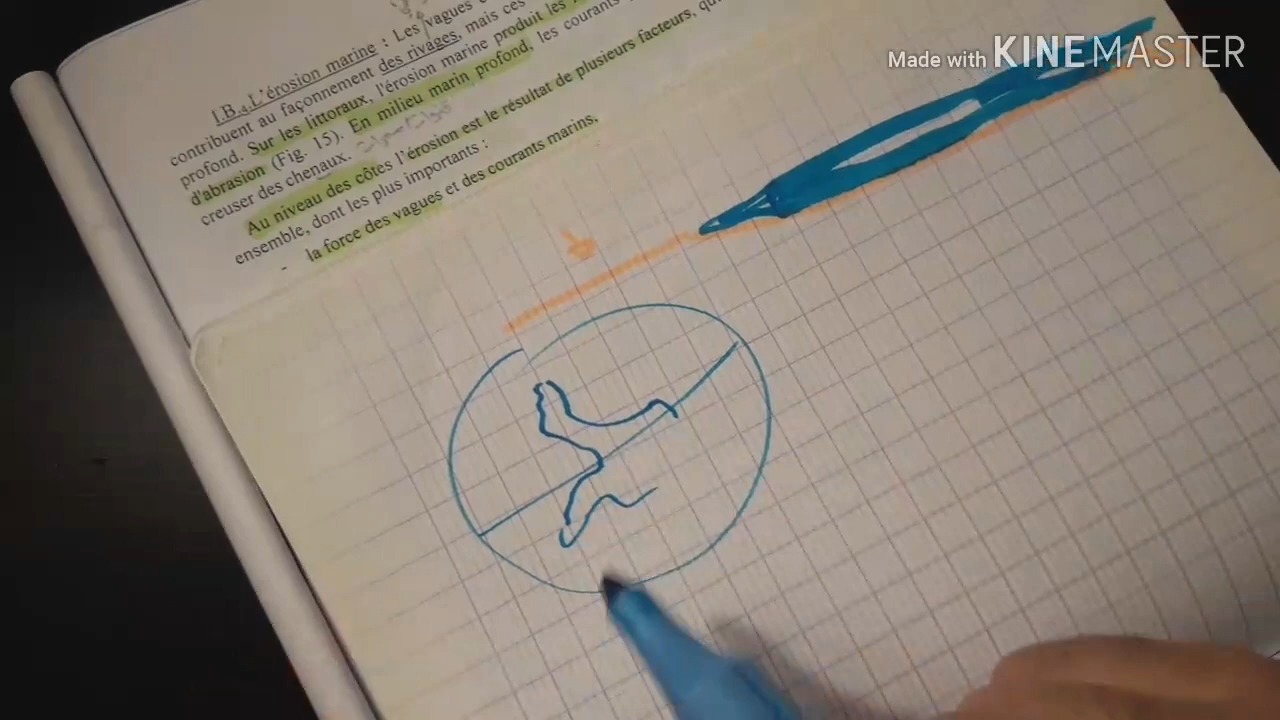 Made with KINEMASTER
I.B.4.L'érosion marine : Les vagues
contribuent au façonnement des rivages, mais ces
profond. Sur les littoraux, l'érosion marine produit les
d'abrasion (Fig. 15). En milieu marin profond, les courants
creuser des chenaux.
Au niveau des côtes l'érosion est le résultat de plusieurs facteurs, qui
ensemble, dont les plus importants :
- la force des vagues et des courants marins.